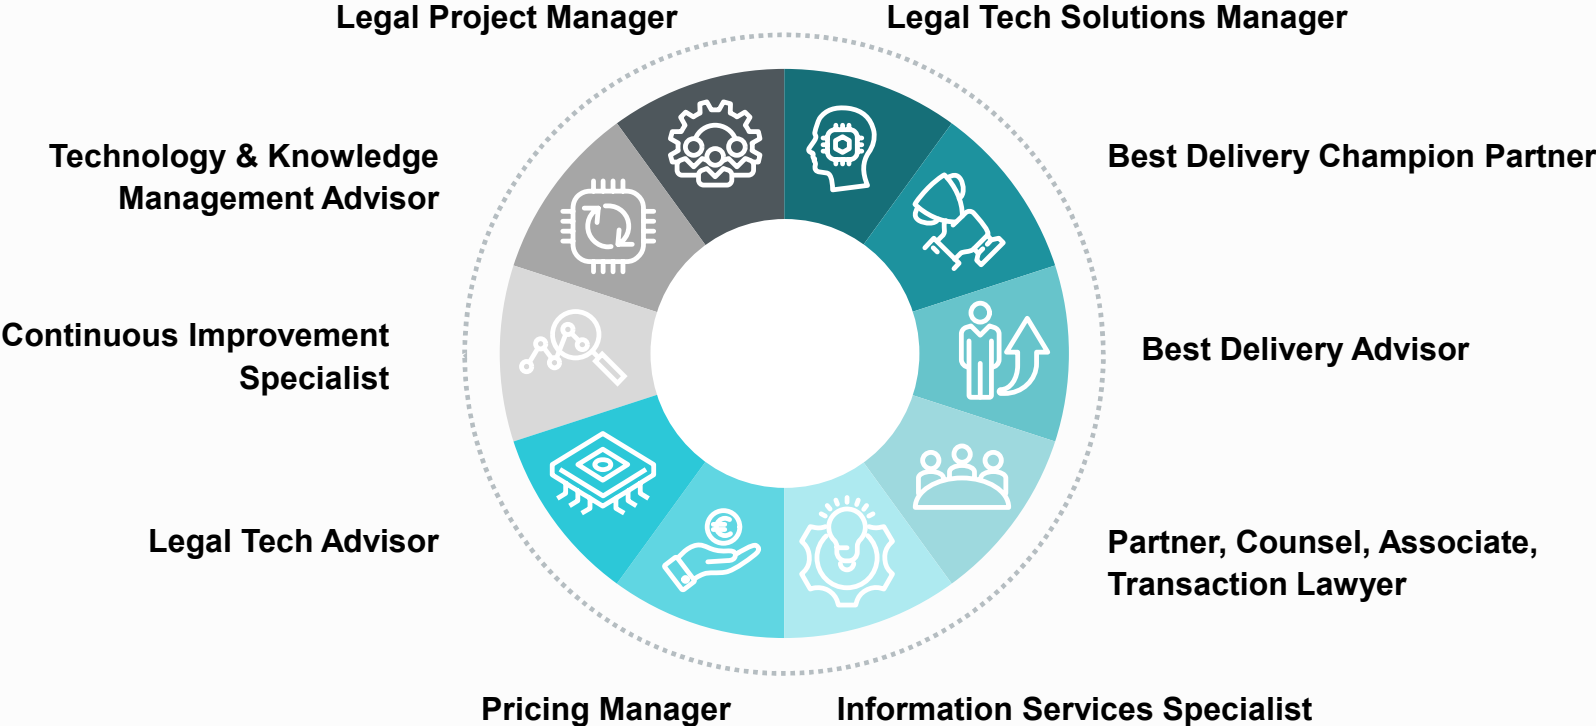 Legal Project Manager
Legal Tech Solutions Manager
Technology & Knowledge
Management Advisor
Best Delivery Champion Partner
Continuous Improvement
Specialist
Best Delivery Advisor
Legal Tech Advisor
Partner, Counsel, Associate,
Transaction Lawyer
Pricing Manager
Information Services Specialist